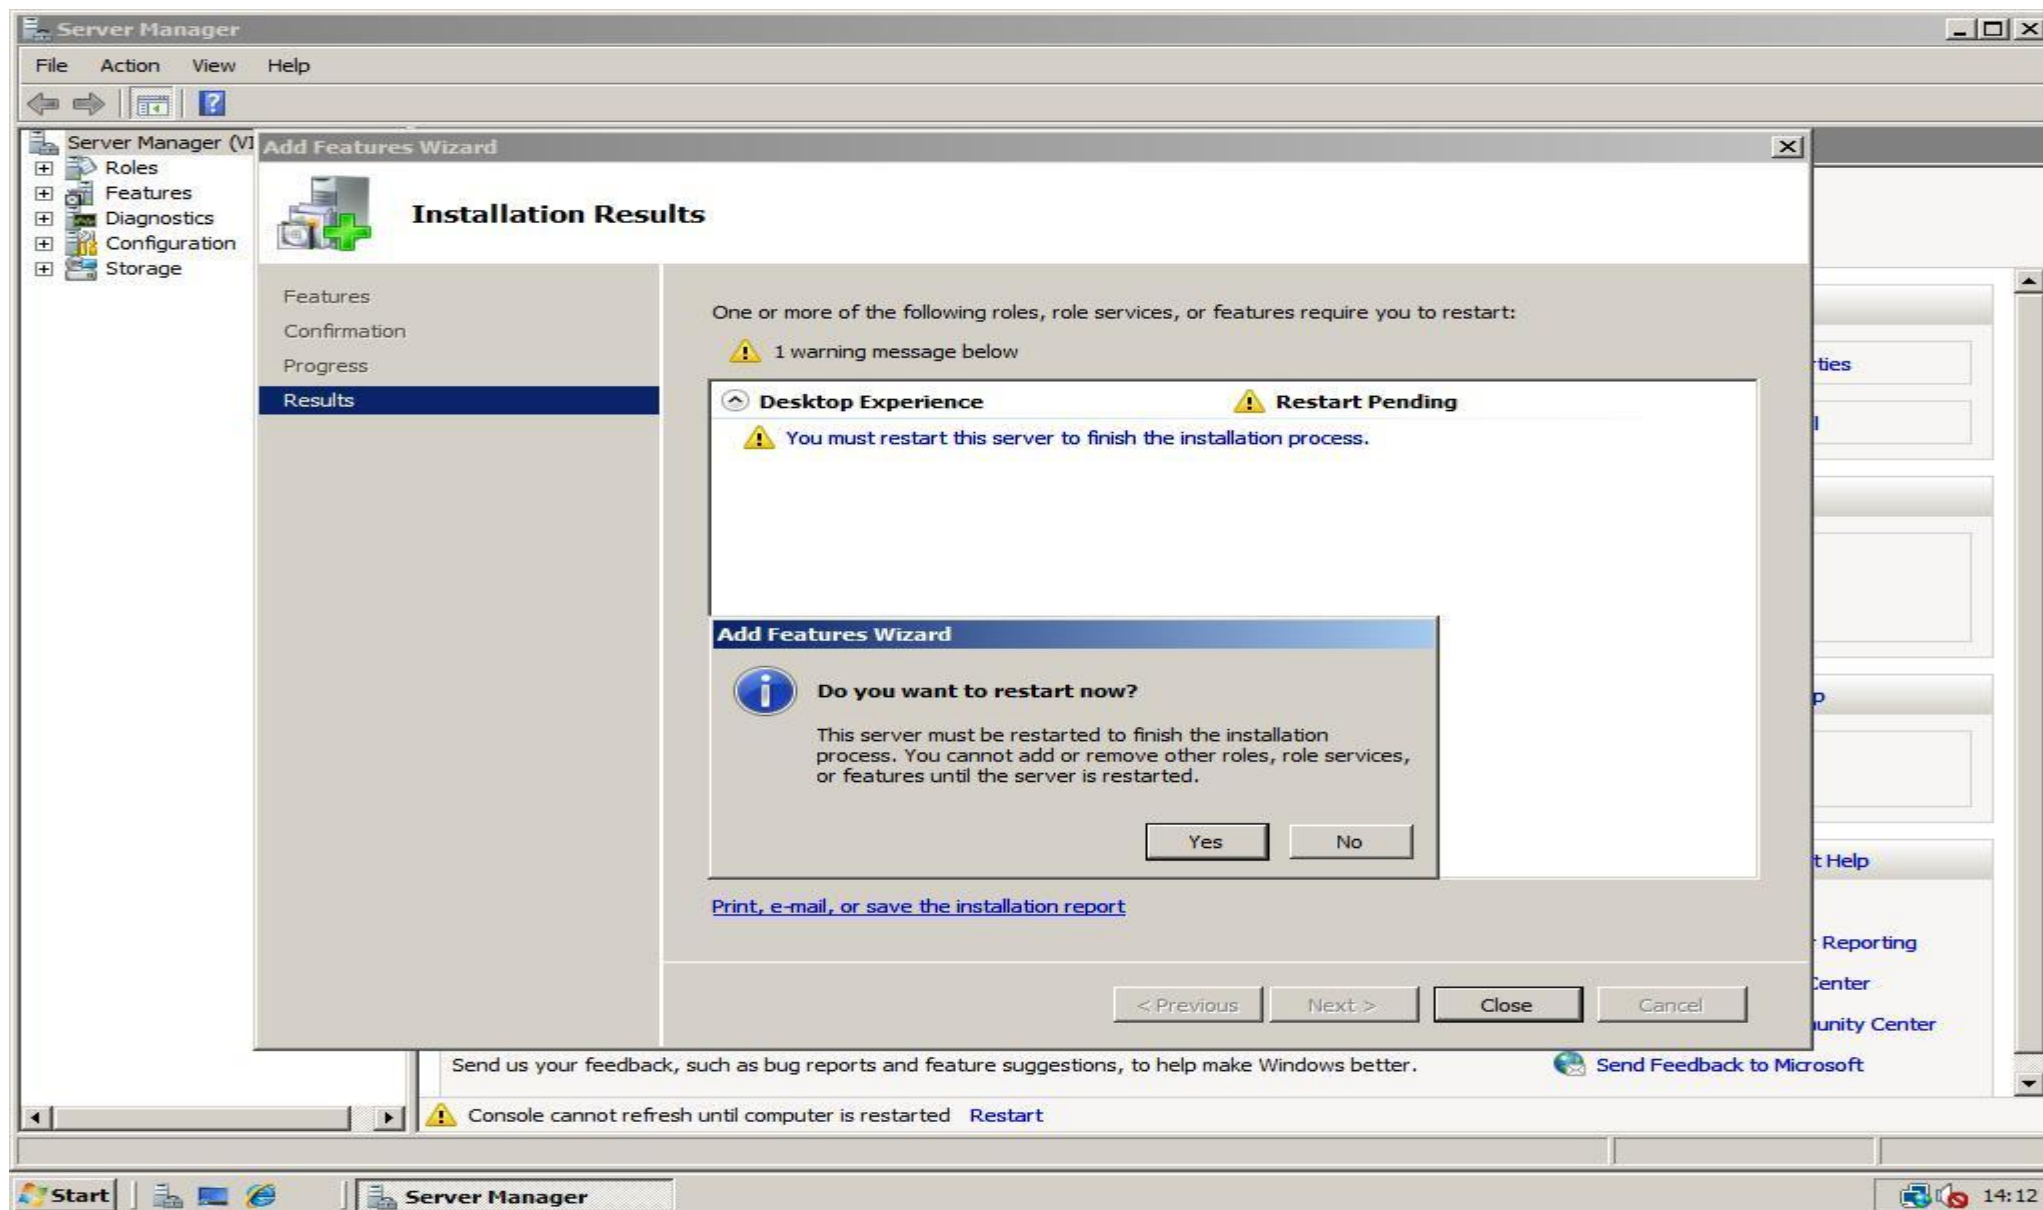 Server Manager
File Action View Help
Server Manager (VI
Roles
Features
Diagnostics
Configuration
Storage
Add Features Wizard
Installation Results
Features
Confirmation
Progress
Results
One or more of the following roles, role services, or features require you to restart:
1 warning message below
Desktop Experience Restart Pending
You must restart this server to finish the installation process.
Add Features Wizard
Do you want to restart now?
This server must be restarted to finish the installation
process. You cannot add or remove other roles, role services,
or features until the server is restarted.
Yes No
Print, e-mail, or save the installation report
< Previous Next > Close Cancel
ties
l
p
t Help
r Reporting
Center
unity Center
Send us your feedback, such as bug reports and feature suggestions, to help make Windows better. Send Feedback to Microsoft
Console cannot refresh until computer is restarted Restart
Start Server Manager 14:12